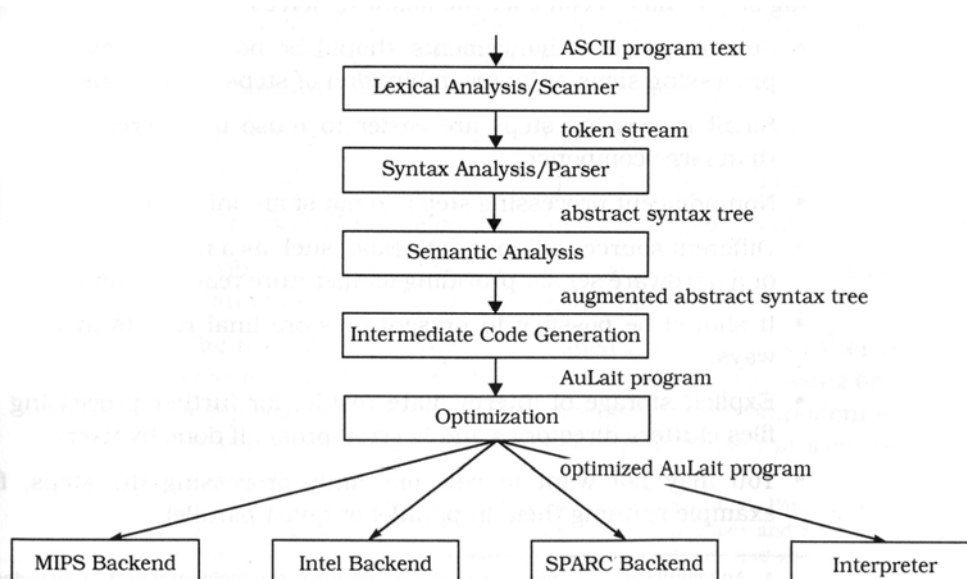 ASCII program text
Lexical Analysis/Scanner
token stream
Syntax Analysis/Parser
abstract syntax tree
Semantic Analysis
augmented abstract syntax tree
Intermediate Code Generation
AuLait program
Optimization
optimized AuLait program
MIPS Backend Intel Backend SPARC Backend Interpreter